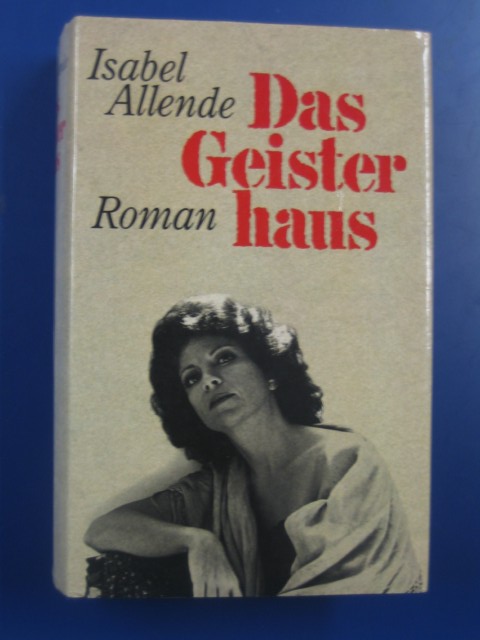 Isabel
Allende
Das
Geister
haus
Roman